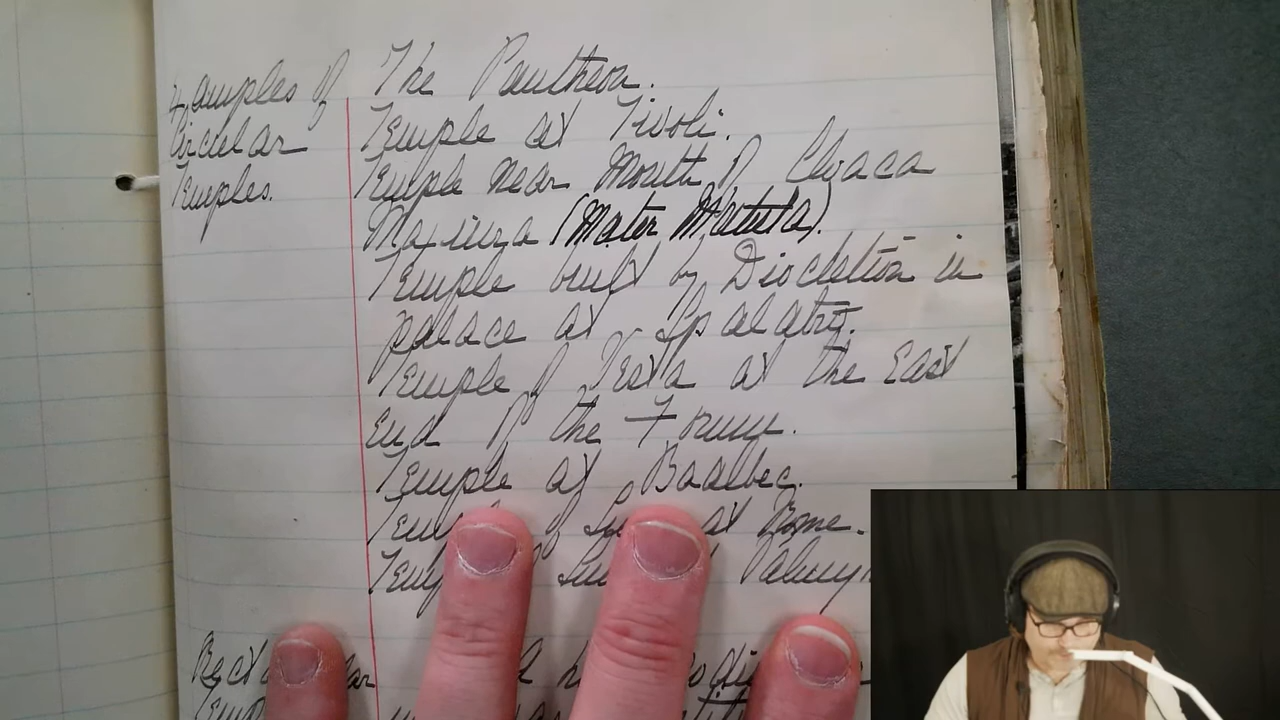 Examples of
Circular
Temples.
The Pantheon.
Temple at Tivoli.
Temple near Mouth of Cloaca
Maxima (Mater Matuta).
Temple built by Diocletian in
palace at Spalatro.
Temple of Vesta at the East
End of the Forum.
Temple at Baalbec.
at Rome.